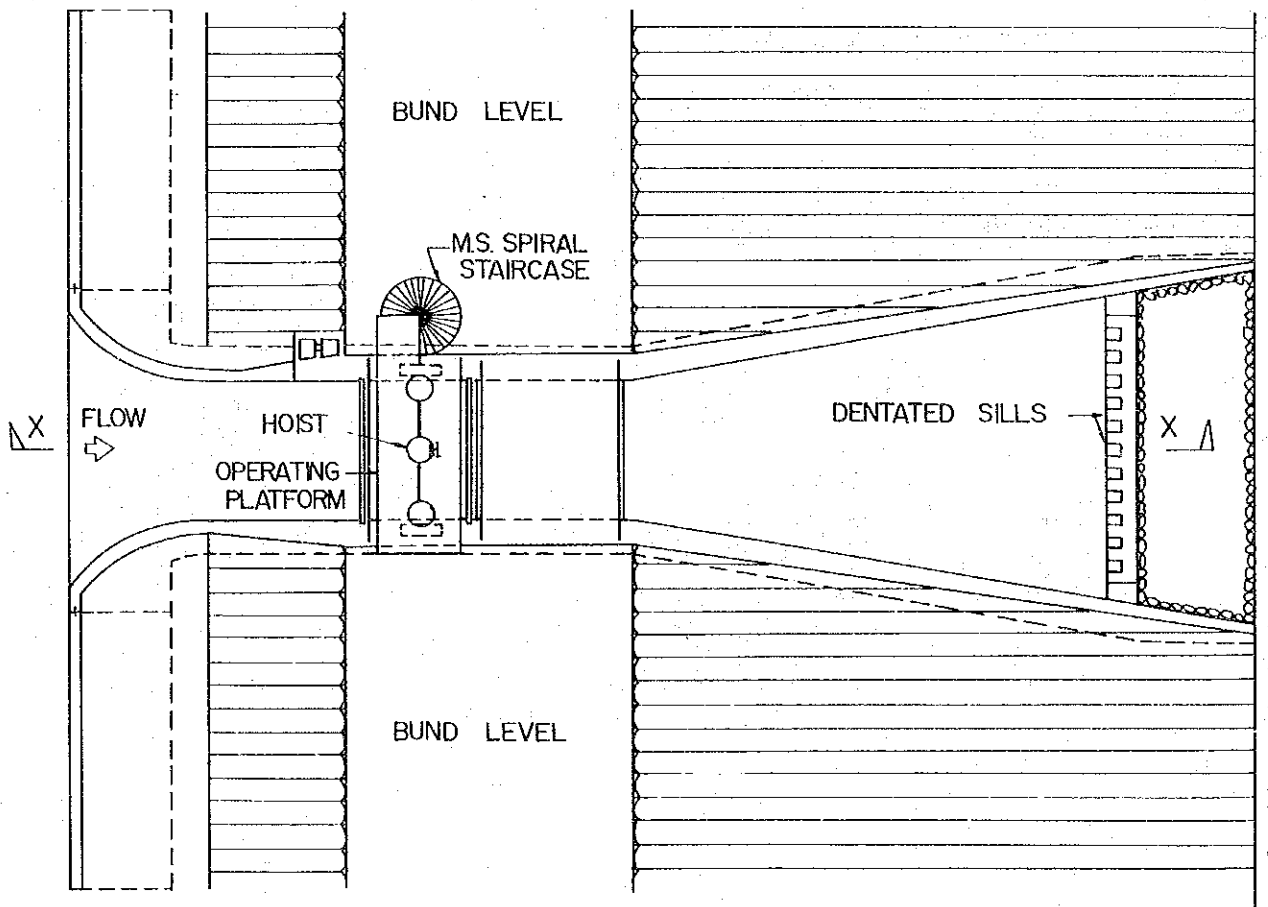 BUND LEVEL
M.S. SPIRAL
STAIRCASE
X
FLOW
HOIST
OPERATING
PLATFORM
DENTATED SILLS
X
BUND LEVEL